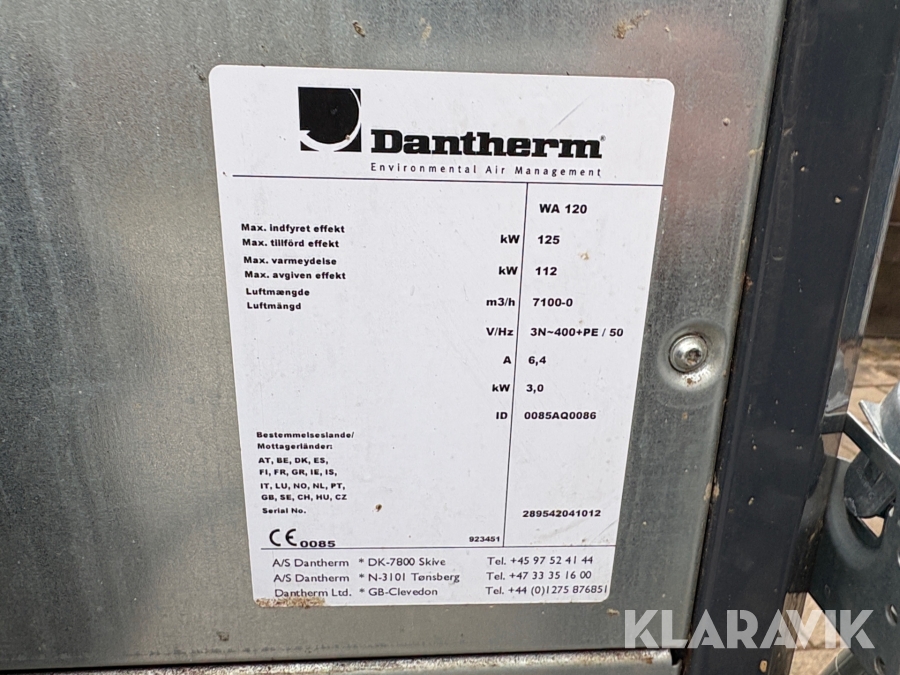 Dantherm®
Environmental Air Management
WA 120
Max. indfyret effekt
Max. tillförd effekt kW 125
Max. varmeydelse
Max. avgiven effekt kW 112
Luftmængde
Luftmängd m3/h 7100-0
V/Hz 3N~400+PE / 50
A 6,4
kW 3,0
ID 0085AQ0086
Bestemmelseslande/
Mottagerländer:
AT, BE, DK, ES,
FI, FR, GR, IE, IS,
IT, LU, NO, NL, PT,
GB, SE, CH, HU, CZ
Serial No. 289542041012
CE 0085 923451
A/S Dantherm * DK-7800 Skive Tel. +45 97 52 41 44
A/S Dantherm * N-3101 Tønsberg Tel. +47 33 35 16 00
Dantherm Ltd. * GB-Clevedon Tel. +44 (0)1275 876851
KLARAVIK